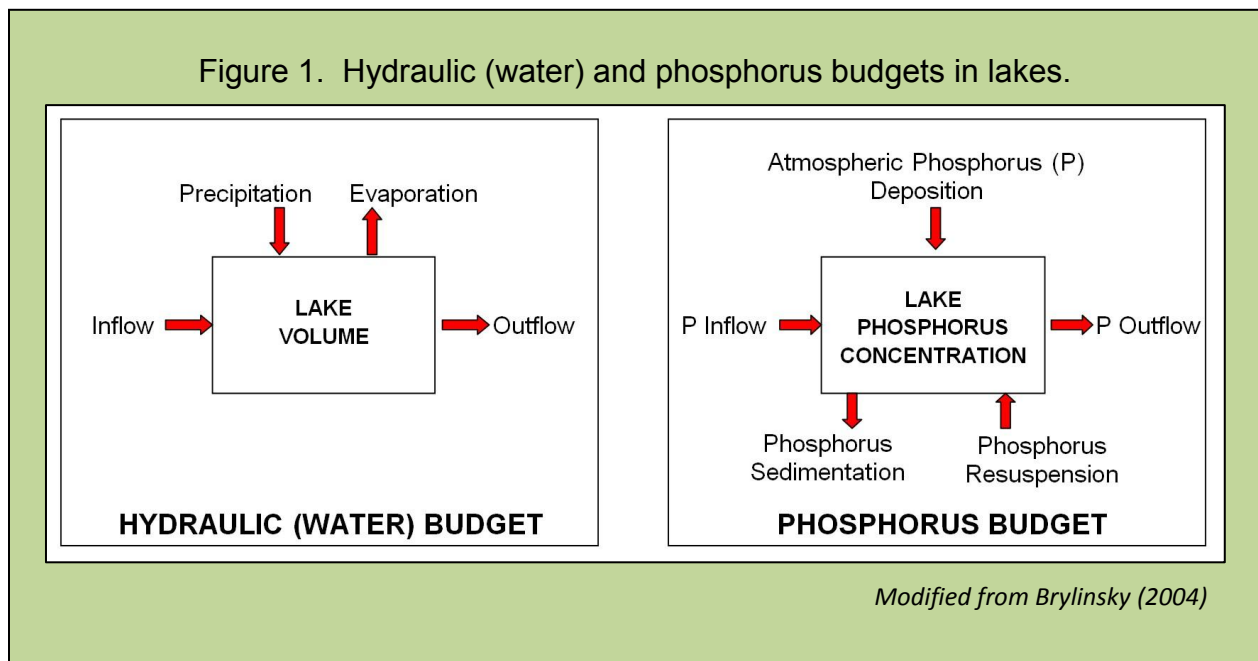 Figure 1. Hydraulic (water) and phosphorus budgets in lakes.
Precipitation
Evaporation
Inflow
LAKE
VOLUME
Outflow
HYDRAULIC (WATER) BUDGET
Atmospheric Phosphorus (P)
Deposition
P Inflow
LAKE
PHOSPHORUS
CONCENTRATION
P Outflow
Phosphorus
Sedimentation
Phosphorus
Resuspension
PHOSPHORUS BUDGET
Modified from Brylinsky (2004)